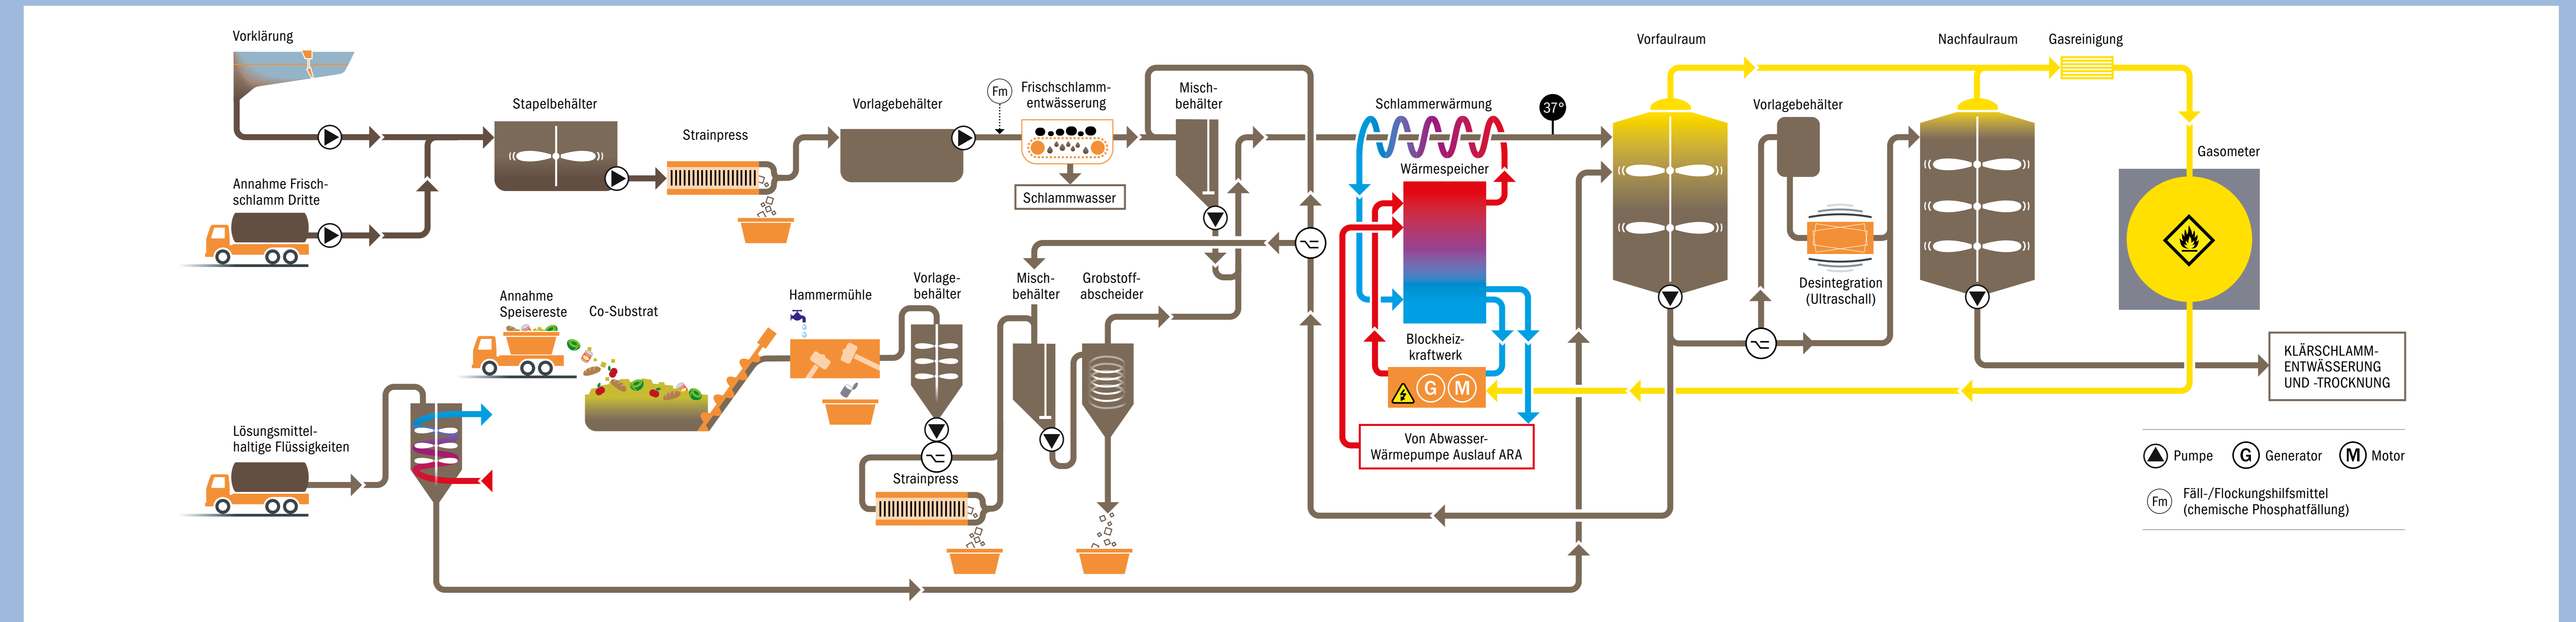 Vorklärung
Annahme Frisch-
schlamm Dritte
Stapelbehälter
Strainpress
Vorlagebehälter
Fm
Frischschlamm-
entwässerung
Schlammwasser
Misch-
behälter
Schlammerwärmung
37°
Wärmespeicher
Blockheiz-
kraftwerk
G
M
Von Abwasser-
Wärmepumpe Auslauf ARA
Vorfaulraum
Vorlagebehälter
Desintegration
(Ultraschall)
Nachfaulraum
Gasreinigung
Gasometer
Annahme
Speisereste
Co-Substrat
Hammermühle
Vorlage-
behälter
Misch-
behälter
Grobstoff-
abscheider
Strainpress
Lösungsmittel-
haltige Flüssigkeiten
KLÄRSCHLAMM-
ENTWÄSSERUNG
UND -TROCKNUNG
Pumpe
G Generator
M Motor
Fm Fäll-/Flockungshilfsmittel
(chemische Phosphatfällung)